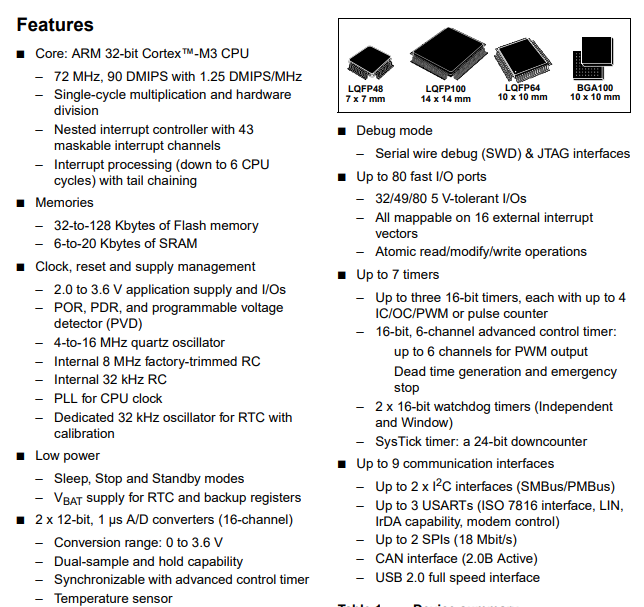 Features
■ Core: ARM 32-bit Cortex™-M3 CPU
– 72 MHz, 90 DMIPS with 1.25 DMIPS/MHz
– Single-cycle multiplication and hardware
division
– Nested interrupt controller with 43
maskable interrupt channels
– Interrupt processing (down to 6 CPU
cycles) with tail chaining
■ Memories
– 32-to-128 Kbytes of Flash memory
– 6-to-20 Kbytes of SRAM
■ Clock, reset and supply management
– 2.0 to 3.6 V application supply and I/Os
– POR, PDR, and programmable voltage
detector (PVD)
– 4-to-16 MHz quartz oscillator
– Internal 8 MHz factory-trimmed RC
– Internal 32 kHz RC
– PLL for CPU clock
– Dedicated 32 kHz oscillator for RTC with
calibration
■ Low power
– Sleep, Stop and Standby modes
– VBAT supply for RTC and backup registers
■ 2 x 12-bit, 1 µs A/D converters (16-channel)
– Conversion range: 0 to 3.6 V
– Dual-sample and hold capability
– Synchronizable with advanced control timer
– Temperature sensor
LQFP48 LQFP100 LQFP64 BGA100
7 x 7 mm 14 x 14 mm 10 x 10 mm 10 x 10 mm
■ Debug mode
– Serial wire debug (SWD) & JTAG interfaces
■ Up to 80 fast I/O ports
– 32/49/80 5 V-tolerant I/Os
– All mappable on 16 external interrupt
vectors
– Atomic read/modify/write operations
■ Up to 7 timers
– Up to three 16-bit timers, each with up to 4
IC/OC/PWM or pulse counter
– 16-bit, 6-channel advanced control timer:
up to 6 channels for PWM output
Dead time generation and emergency
stop
– 2 x 16-bit watchdog timers (Independent
and Window)
– SysTick timer: a 24-bit downcounter
■ Up to 9 communication interfaces
– Up to 2 x I²C interfaces (SMBus/PMBus)
– Up to 3 USARTs (ISO 7816 interface, LIN,
IrDA capability, modem control)
– Up to 2 SPIs (18 Mbit/s)
– CAN interface (2.0B Active)
– USB 2.0 full speed interface